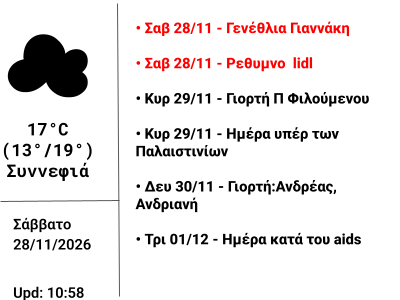 17°C
(13°/19°)
Συννεφιά
Σάββατο
28/11/2026
Upd: 10:58
• Σαβ 28/11 - Γενέθλια Γιαννάκη
• Σαβ 28/11 - Ρεθυμνο  lidl
• Κυρ 29/11 - Γιορτή Π Φιλούμενου
• Κυρ 29/11 - Ημέρα υπέρ των
Παλαιστινίων
• Δευ 30/11 - Γιορτή:Ανδρέας,
Ανδριανή
• Τρι 01/12 - Ημέρα κατά του aids